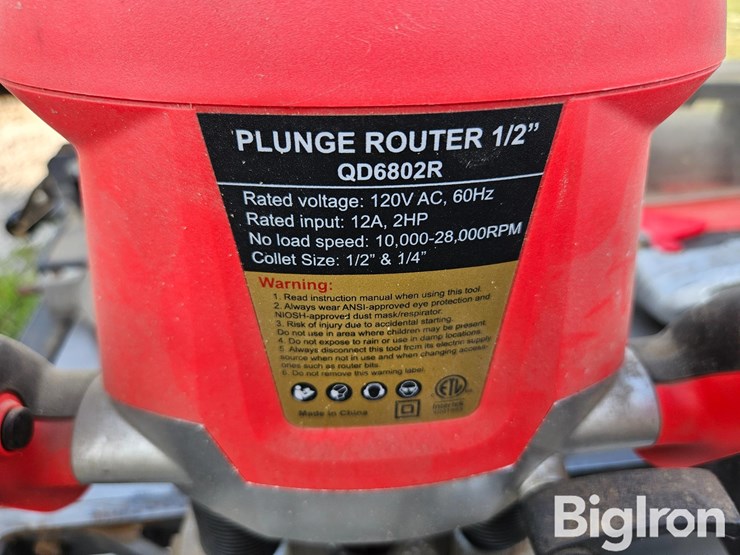 PLUNGE ROUTER 1/2”
QD6802R
Rated voltage: 120V AC, 60Hz
Rated input: 12A, 2HP
No load speed: 10,000-28,000RPM
Collet Size: 1/2” & 1/4”
Warning:
1. Read instruction manual when using this tool.
2. Always wear ANSI-approved eye protection and
NIOSH-approved dust mask/respirator.
3. Risk of injury due to accidental starting.
Do not use in area where children may be present.
4. Do not expose to rain or use in damp locations.
5. Always disconnect this tool from its electric supply
source when not in use and when changing access-
ories such as router bits.
6. Do not remove this warning label.
ETL
Made in China
BigIron